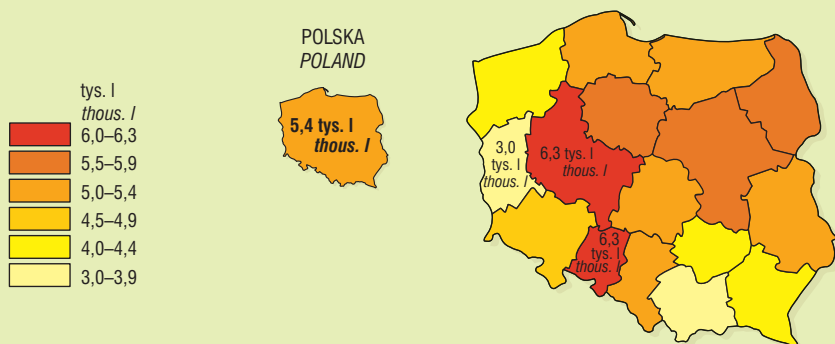 POLSKA
POLAND
tys. l
thous. l
6,0–6,3
5,5–5,9
5,0–5,4
4,5–4,9
4,0–4,4
3,0–3,9
5,4 tys. l
thous. l
3,0
tys. l
thous. l
6,3 tys. l
thous. l
6,3
tys. l
thous. l